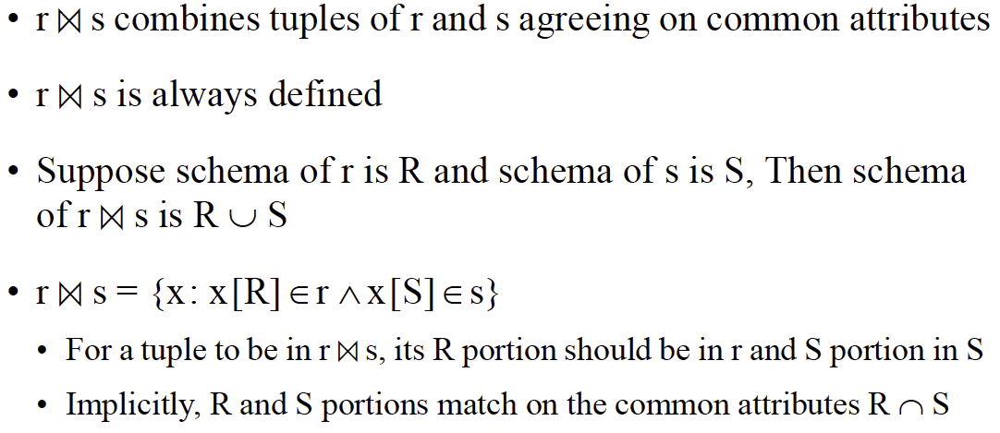 • r ⋈ s combines tuples of r and s agreeing on common attributes
• r ⋈ s is always defined
• Suppose schema of r is R and schema of s is S, Then schema
of r ⋈ s is R ∪ S
• r ⋈ s = {x: x[R] ∈ r ∧ x[S] ∈ s}
• For a tuple to be in r ⋈ s, its R portion should be in r and S portion in S
• Implicitly, R and S portions match on the common attributes R ∩ S